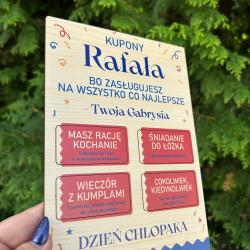 KUPONY
Rafała
BO ZASŁUGUJESZ
NA WSZYSTKO CO NAJLEPSZE
Twoja Gabrysia
MASZ RACJĘ
KOCHANIE
ŚNIADANIE
DO ŁÓŻKA
WIECZÓR
Z KUMPLAMI
COKOLWIEK,
KIEDYKOLWIEK
DZIEŃ CHŁOPAKA